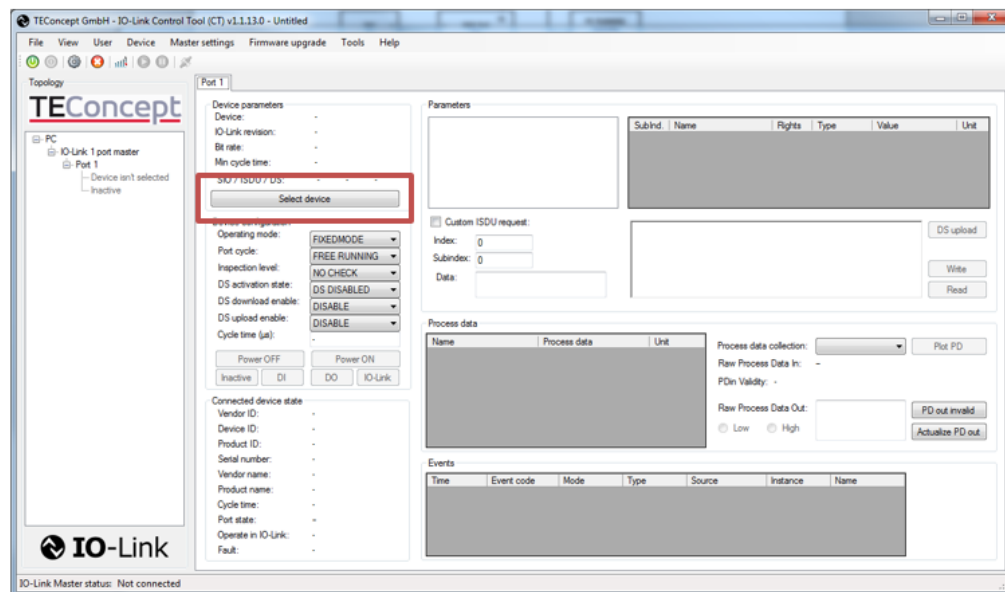 TEConcept GmbH - IO-Link Control Tool (CT) v1.1.13.0 - Untitled
File View User Device Master settings Firmware upgrade Tools Help
Topology
TEConcept
PC
IO-Link 1 port master
Port 1
Device isn't selected
Inactive
IO-Link
Port 1
Device parameters
Device: -
IO-Link revision: -
Bit rate: -
Min cycle time: -
SIO / ISDU / DS: - - -
Select device
Device configuration
Operating mode: FIXEDMODE
Port cycle: FREE RUNNING
Inspection level: NO CHECK
DS activation state: DS DISABLED
DS download enable: DISABLE
DS upload enable: DISABLE
Cycle time (µs): -
Power OFF Power ON
Inactive DI DO IO-Link
Connected device state
Vendor ID: -
Device ID: -
Product ID: -
Serial number: -
Vendor name: -
Product name: -
Cycle time: -
Port state: -
Operate in IO-Link: -
Fault: -
Parameters
SubInd. Name Rights Type Value Unit
Custom ISDU request:
Index: 0
Subindex: 0
Data:
DS upload
Write
Read
Process data
Name Process data Unit
Process data collection: Plot PD
Raw Process Data In: -
PDin Validity: -
Raw Process Data Out: PD out invalid
Low High Actualize PD out
Events
Time Event code Mode Type Source Instance Name
IO-Link Master status: Not connected